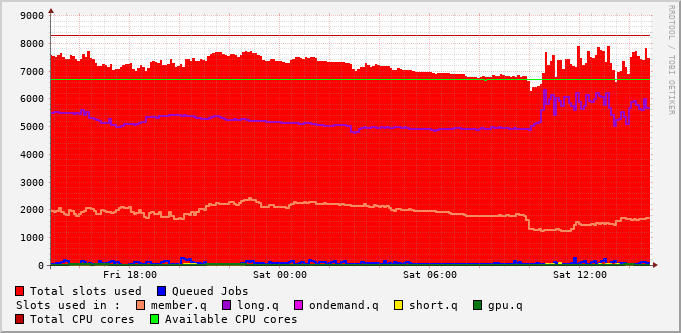 9000
8000
7000
6000
5000
4000
3000
2000
1000
0
Fri 18:00 Sat 00:00 Sat 06:00 Sat 12:00
RRDTOOL / TOBI OETIKER
Total slots used Queued Jobs
Slots used in : member.q long.q ondemand.q short.q gpu.q
Total CPU cores Available CPU cores